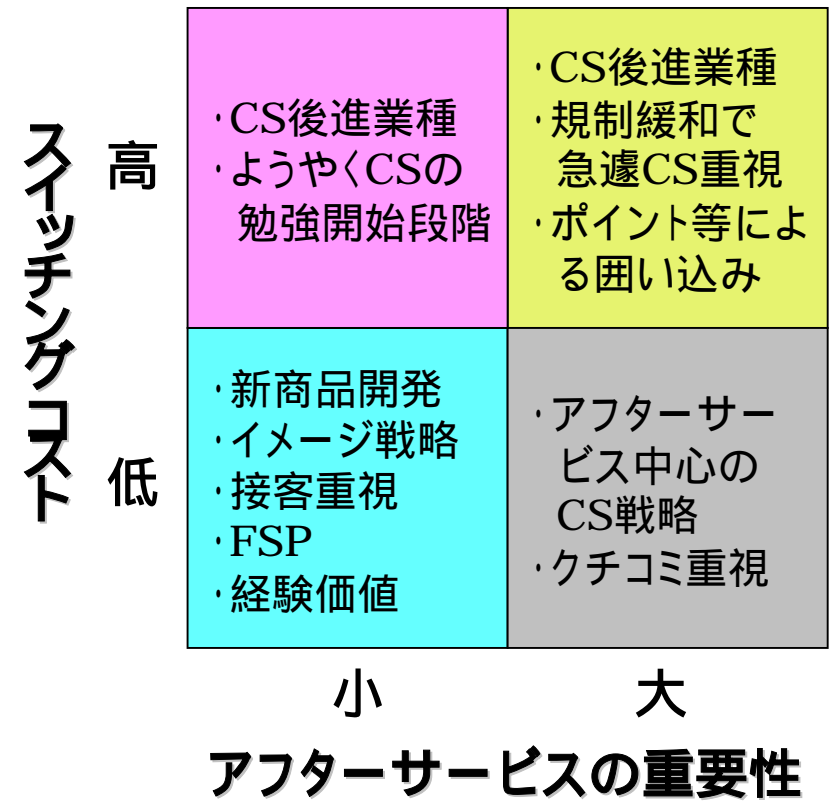 スイッチングコスト
高
・CS後進業種
・ようやくCSの
勉強開始段階
・CS後進業種
・規制緩和で
急遽CS重視
・ポイント等によ
る囲い込み
低
・新商品開発
・イメージ戦略
・接客重視
・FSP
・経験価値
・アフターサー
ビス中心の
CS戦略
・クチコミ重視
小
大
アフターサービスの重要性